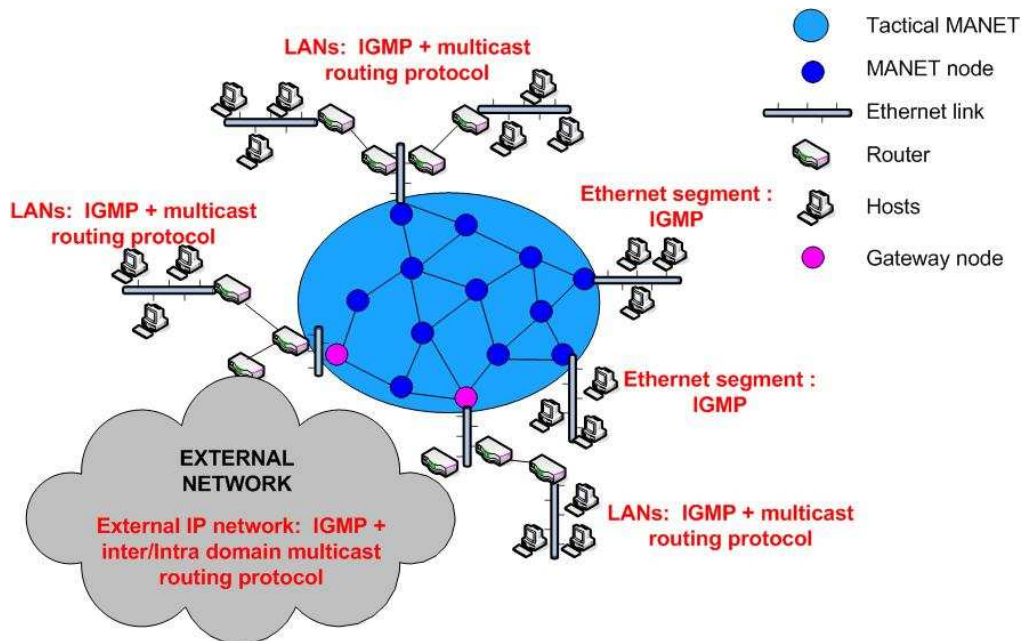 LANs: IGMP + multicast
routing protocol
Tactical MANET
MANET node
Ethernet link
Router
Hosts
Gateway node
Ethernet segment :
IGMP
LANs: IGMP + multicast
routing protocol
Ethernet segment :
IGMP
EXTERNAL
NETWORK
External IP network: IGMP +
inter/Intra domain multicast
routing protocol
LANs: IGMP + multicast
routing protocol